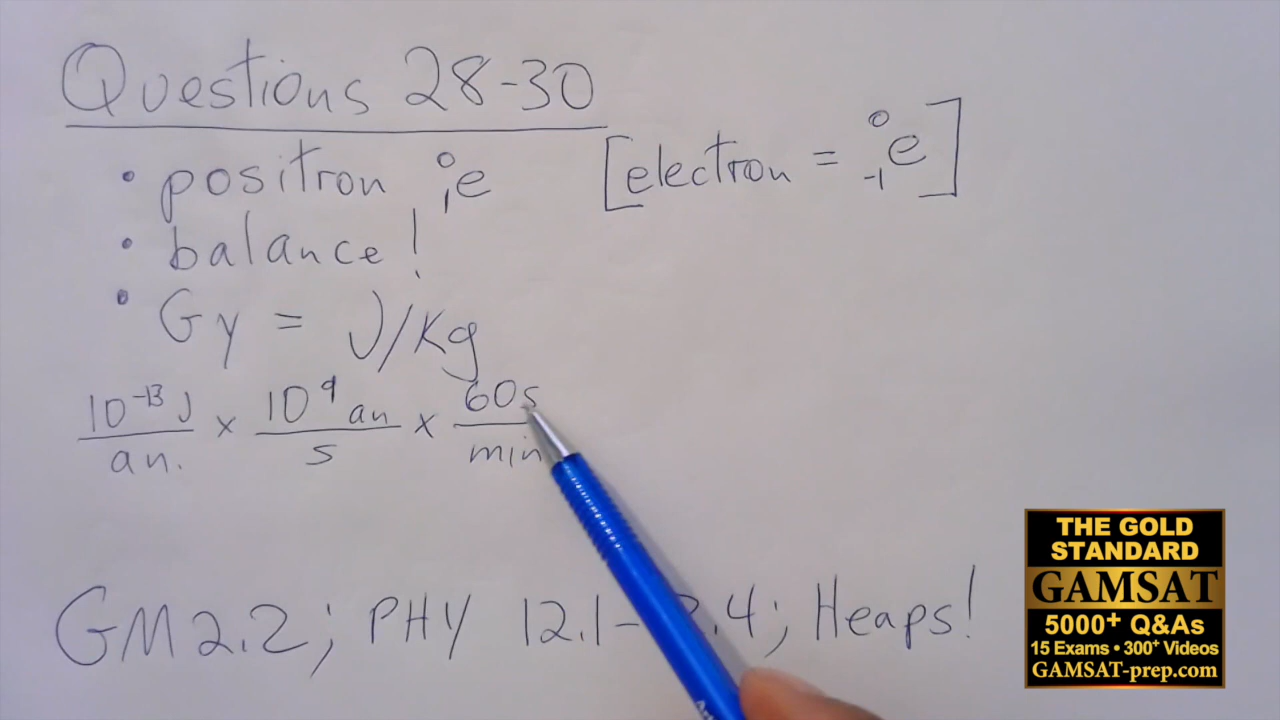 Questions 28-30
• positron ⁰₁e [electron = ⁰₋₁e]
• balance!
• Gy = J/Kg
10⁻¹³ J / an. × 10⁹ an / s × 60s / min
GM2.2; PHY 12.1- .4; Heaps!
THE GOLD
STANDARD
GAMSAT
5000⁺ Q&As
15 Exams • 300⁺ Videos
GAMSAT-prep.com